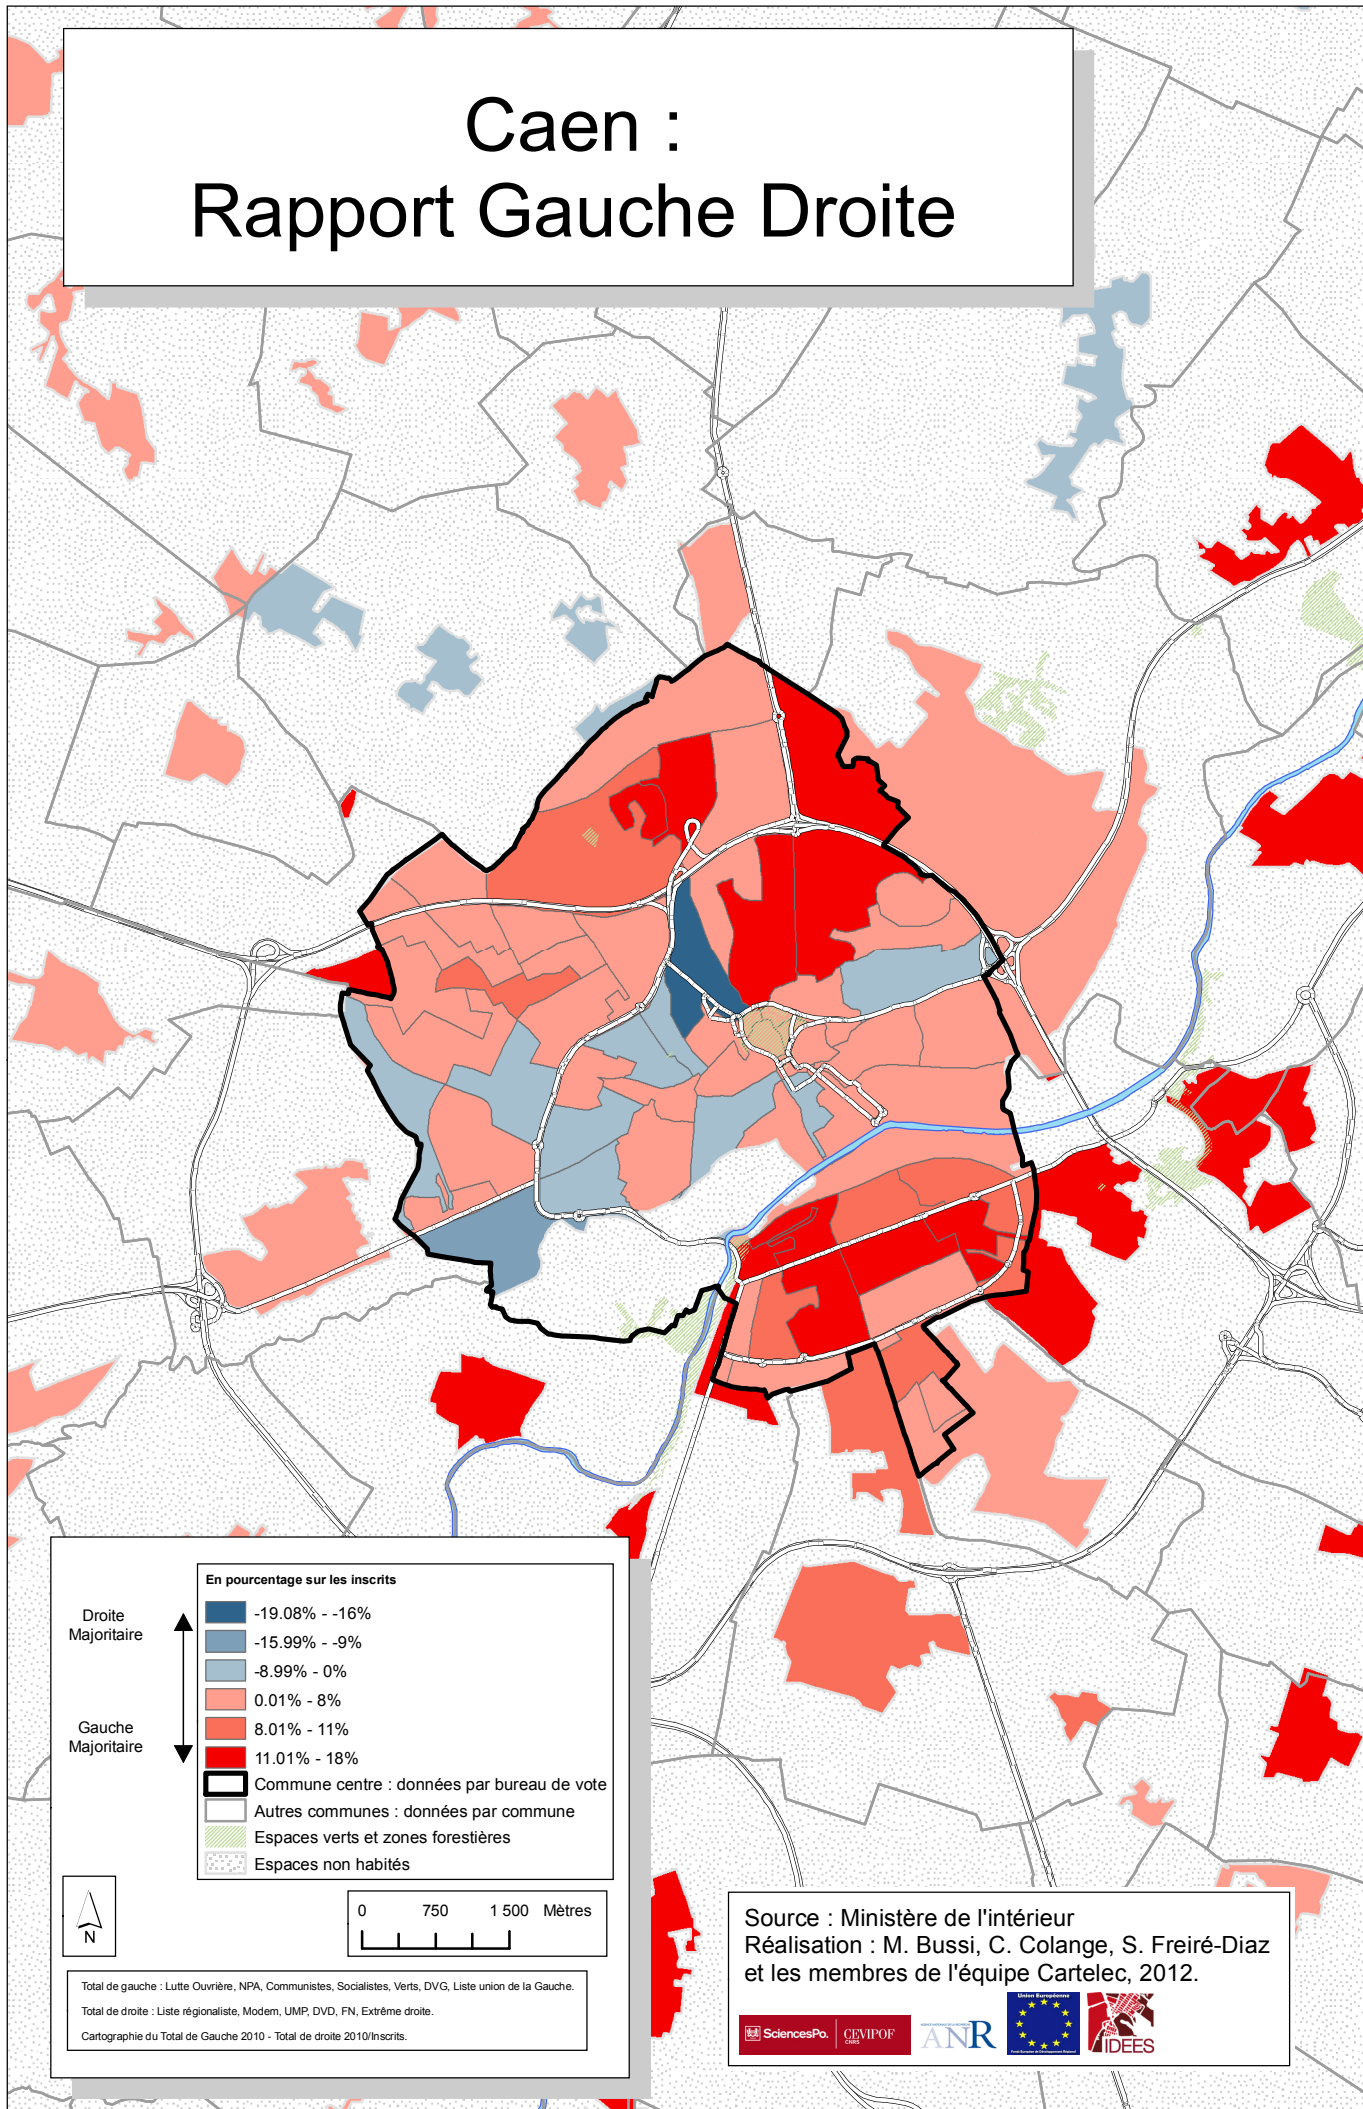 Caen :
Rapport Gauche Droite
En pourcentage sur les inscrits
Droite
Majoritaire
Gauche
Majoritaire
-19.08% - -16%
-15.99% - -9%
-8.99% - 0%
0.01% - 8%
8.01% - 11%
11.01% - 18%
Commune centre : données par bureau de vote
Autres communes : données par commune
Espaces verts et zones forestières
Espaces non habités
N
0 750 1 500 Mètres
Total de gauche : Lutte Ouvrière, NPA, Communistes, Socialistes, Verts, DVG, Liste union de la Gauche.
Total de droite : Liste régionaliste, Modem, UMP, DVD, FN, Extrême droite.
Cartographie du Total de Gauche 2010 - Total de droite 2010/Inscrits.
Source : Ministère de l'intérieur
Réalisation : M. Bussi, C. Colange, S. Freiré-Diaz
et les membres de l'équipe Cartelec, 2012.
SciencesPo.
CEVIPOF
CNRS
ANR
Union Européenne
IDEES